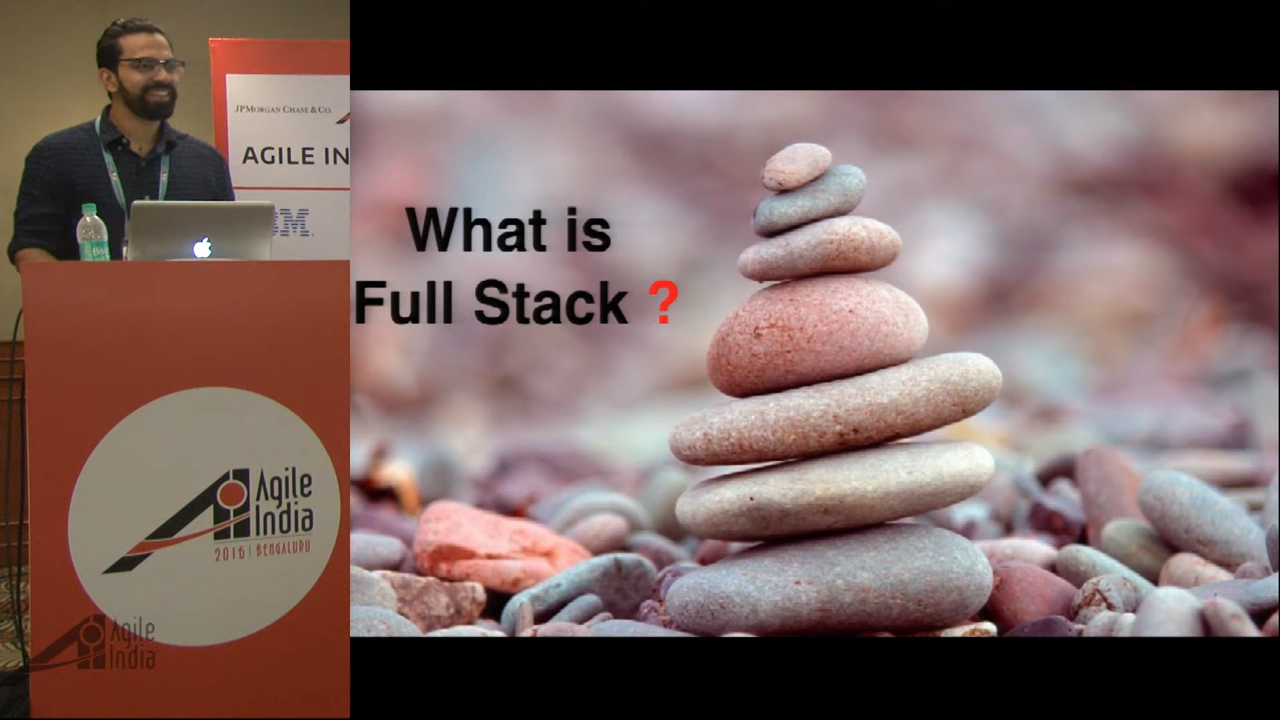 JPMORGAN CHASE & CO.
AGILE IN
What is
Full Stack ?
Agile
India
2016 | BENGALURU
Agile
India